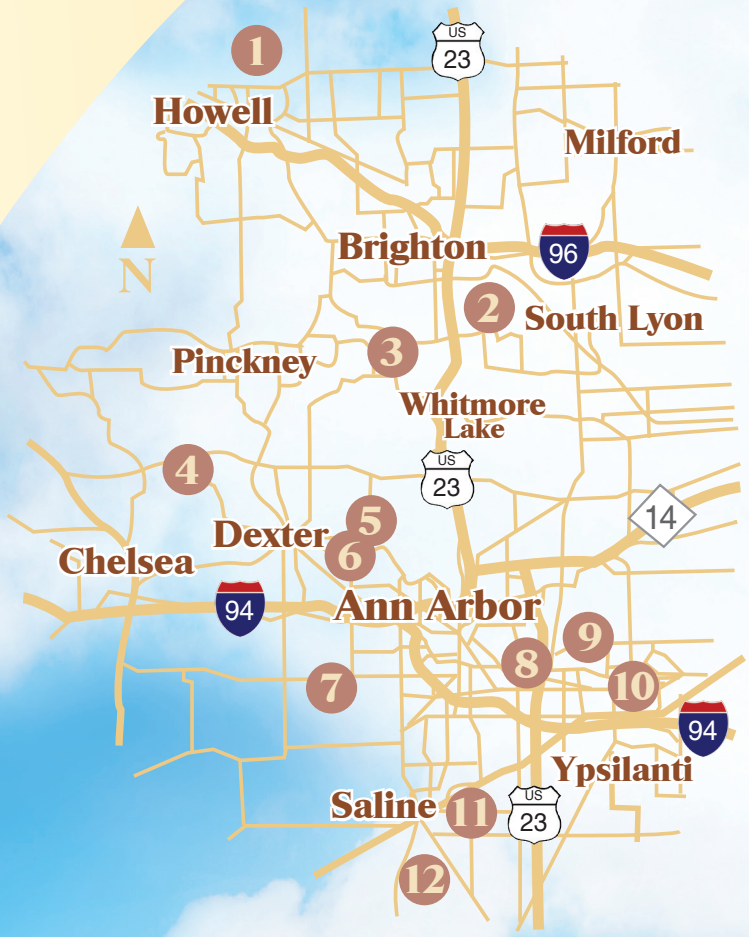 1
US
23
Howell
Milford
Brighton
96
N
2
South Lyon
3
Pinckney
Whitmore
Lake
4
US
23
14
5
Dexter
6
Chelsea
94
Ann Arbor
9
8
7
10
94
Ypsilanti
Saline
11
US
23
12